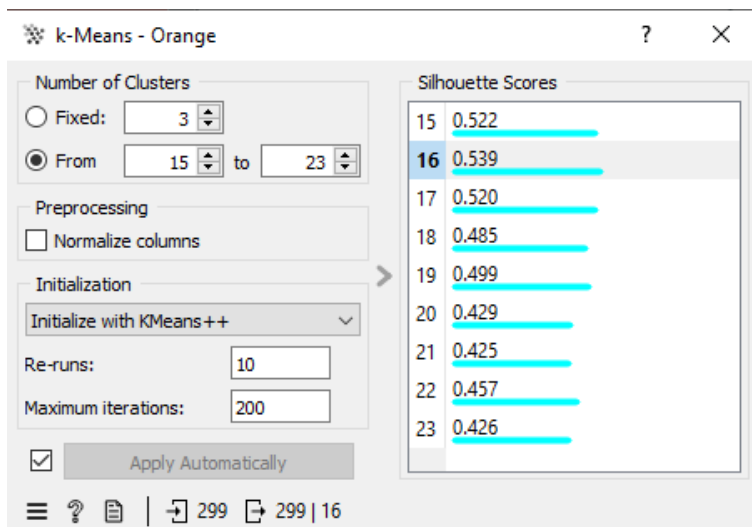 k-Means - Orange
?
Number of Clusters
Fixed: 3
From 15 to 23
Preprocessing
Normalize columns
Initialization
Initialize with KMeans++
Re-runs: 10
Maximum iterations: 200
Apply Automatically
? 299 299 | 16
Silhouette Scores
15 0.522
16 0.539
17 0.520
18 0.485
19 0.499
20 0.429
21 0.425
22 0.457
23 0.426